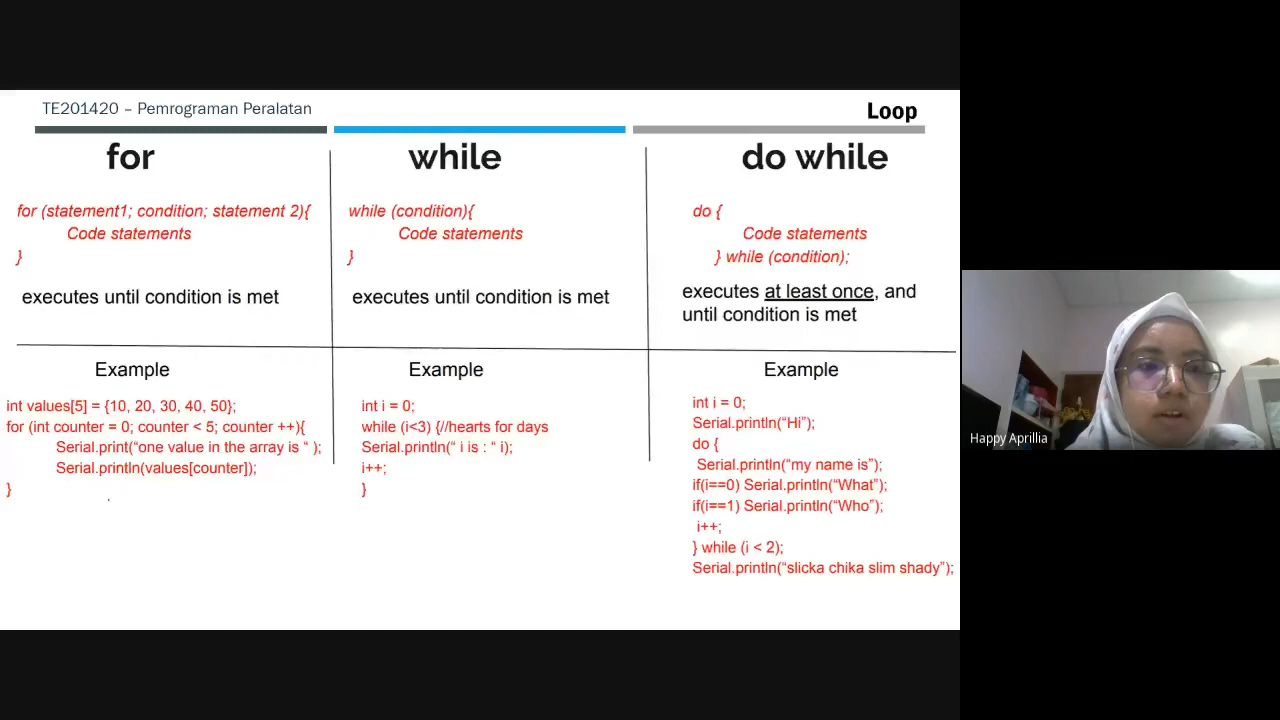 TE201420 – Pemrograman Peralatan
Loop
for
for (statement1; condition; statement 2){
Code statements
}
executes until condition is met
Example
int values[5] = {10, 20, 30, 40, 50};
for (int counter = 0; counter < 5; counter ++){
Serial.print(“one value in the array is “ );
Serial.println(values[counter]);
}
while
while (condition){
Code statements
}
executes until condition is met
Example
int i = 0;
while (i<3) {//hearts for days
Serial.println(“ i is : “ i);
i++;
}
do while
do {
Code statements
} while (condition);
executes at least once, and
until condition is met
Example
int i = 0;
Serial.println(“Hi”);
do {
Serial.println(“my name is”);
if(i==0) Serial.println(“What”);
if(i==1) Serial.println(“Who”);
i++;
} while (i < 2);
Serial.println(“slicka chika slim shady”);
Happy Aprillia